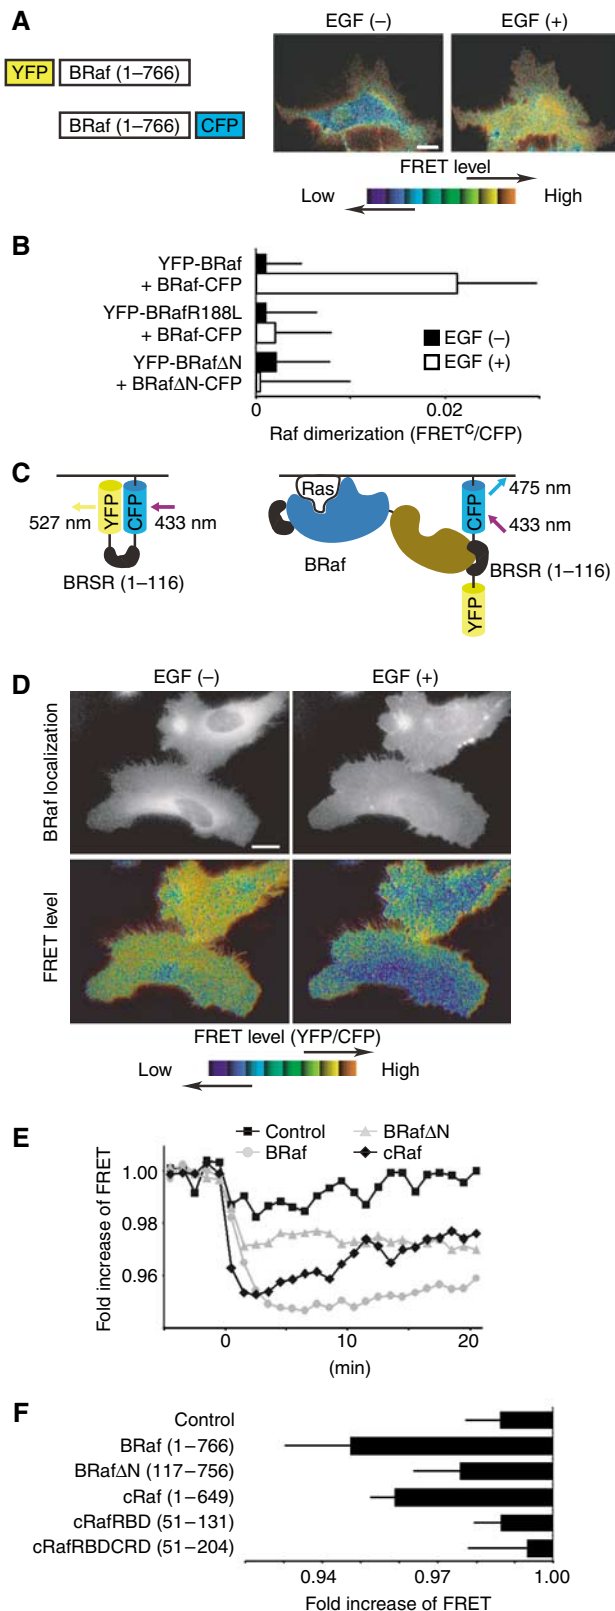 A
EGF (–)
EGF (+)
YFP
BRaf (1–766)
BRaf (1–766)
CFP
FRET level
Low
High
B
YFP-BRaf
+ BRaf-CFP
YFP-BRafR188L
+ BRaf-CFP
YFP-BRafΔN
+ BRafΔN-CFP
EGF (–)
EGF (+)
0
0.02
Raf dimerization (FRETᶜ/CFP)
C
YFP
CFP
527 nm
433 nm
BRSR (1–116)
Ras
BRaf
CFP
475 nm
433 nm
BRSR (1–116)
YFP
D
EGF (–)
EGF (+)
BRaf localization
FRET level
FRET level (YFP/CFP)
Low
High
E
Control
BRafΔN
BRaf
cRaf
Fold increase of FRET
1.00
0.98
0.96
0
10
20
(min)
F
Control
BRaf (1–766)
BRafΔN (117–756)
cRaf (1–649)
cRafRBD (51–131)
cRafRBDCRD (51–204)
0.94
0.97
1.00
Fold increase of FRET